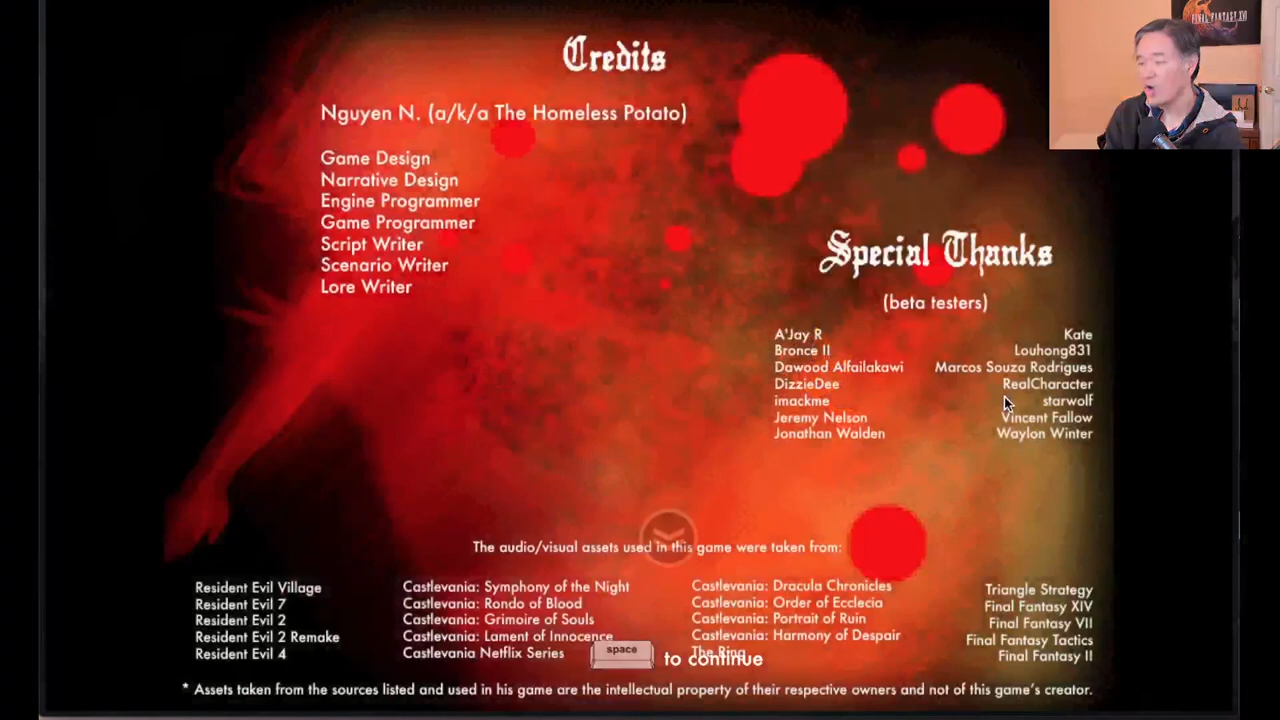 FINAL FANTASY XVI
Credits
Nguyen N. (a/k/a The Homeless Potato)
Game Design
Narrative Design
Engine Programmer
Game Programmer
Script Writer
Scenario Writer
Lore Writer
Special Thanks
(beta testers)
A'Jay R
Bronce II
Dawood Alfailakawi
DizzieDee
imackme
Jeremy Nelson
Jonathan Walden
Kate
Louhong831
Marcos Souza Rodrigues
RealCharacter
starwolf
Vincent Fallow
Waylon Winter
The audio/visual assets used in this game were taken from:
Resident Evil Village
Resident Evil 7
Resident Evil 2
Resident Evil 2 Remake
Resident Evil 4
Castlevania: Symphony of the Night
Castlevania: Rondo of Blood
Castlevania: Grimoire of Souls
Castlevania: Lament of Innocence
Castlevania Netflix Series
Castlevania: Dracula Chronicles
Castlevania: Order of Ecclecia
Castlevania: Portrait of Ruin
Castlevania: Harmony of Despair
The Ring
Triangle Strategy
Final Fantasy XIV
Final Fantasy VII
Final Fantasy Tactics
Final Fantasy II
space to continue
* Assets taken from the sources listed and used in his game are the intellectual property of their respective owners and not of this game's creator.